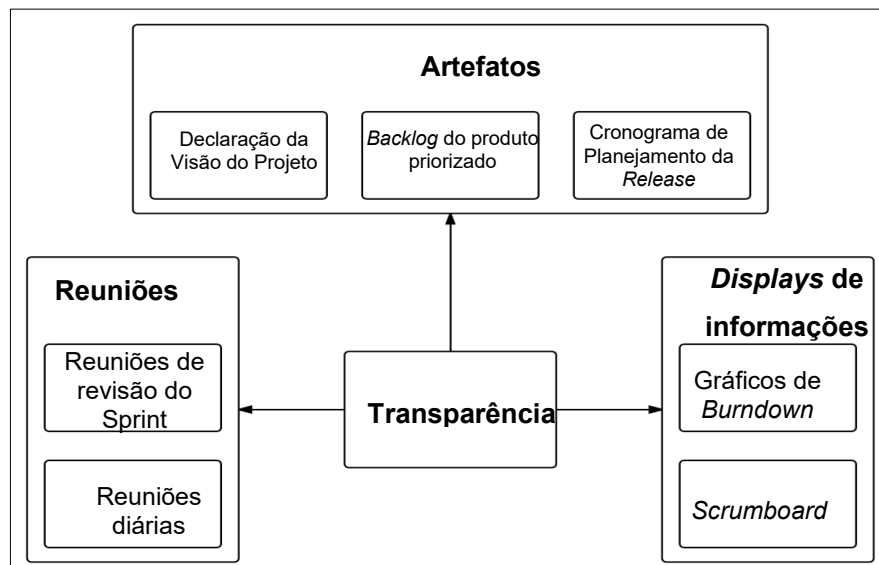 Artefatos
Declaração da
Visão do Projeto
Backlog do produto
priorizado
Cronograma de
Planejamento da
Release
Reuniões
Reuniões de
revisão do
Sprint
Reuniões
diárias
Transparência
Displays de
informações
Gráficos de
Burndown
Scrumboard